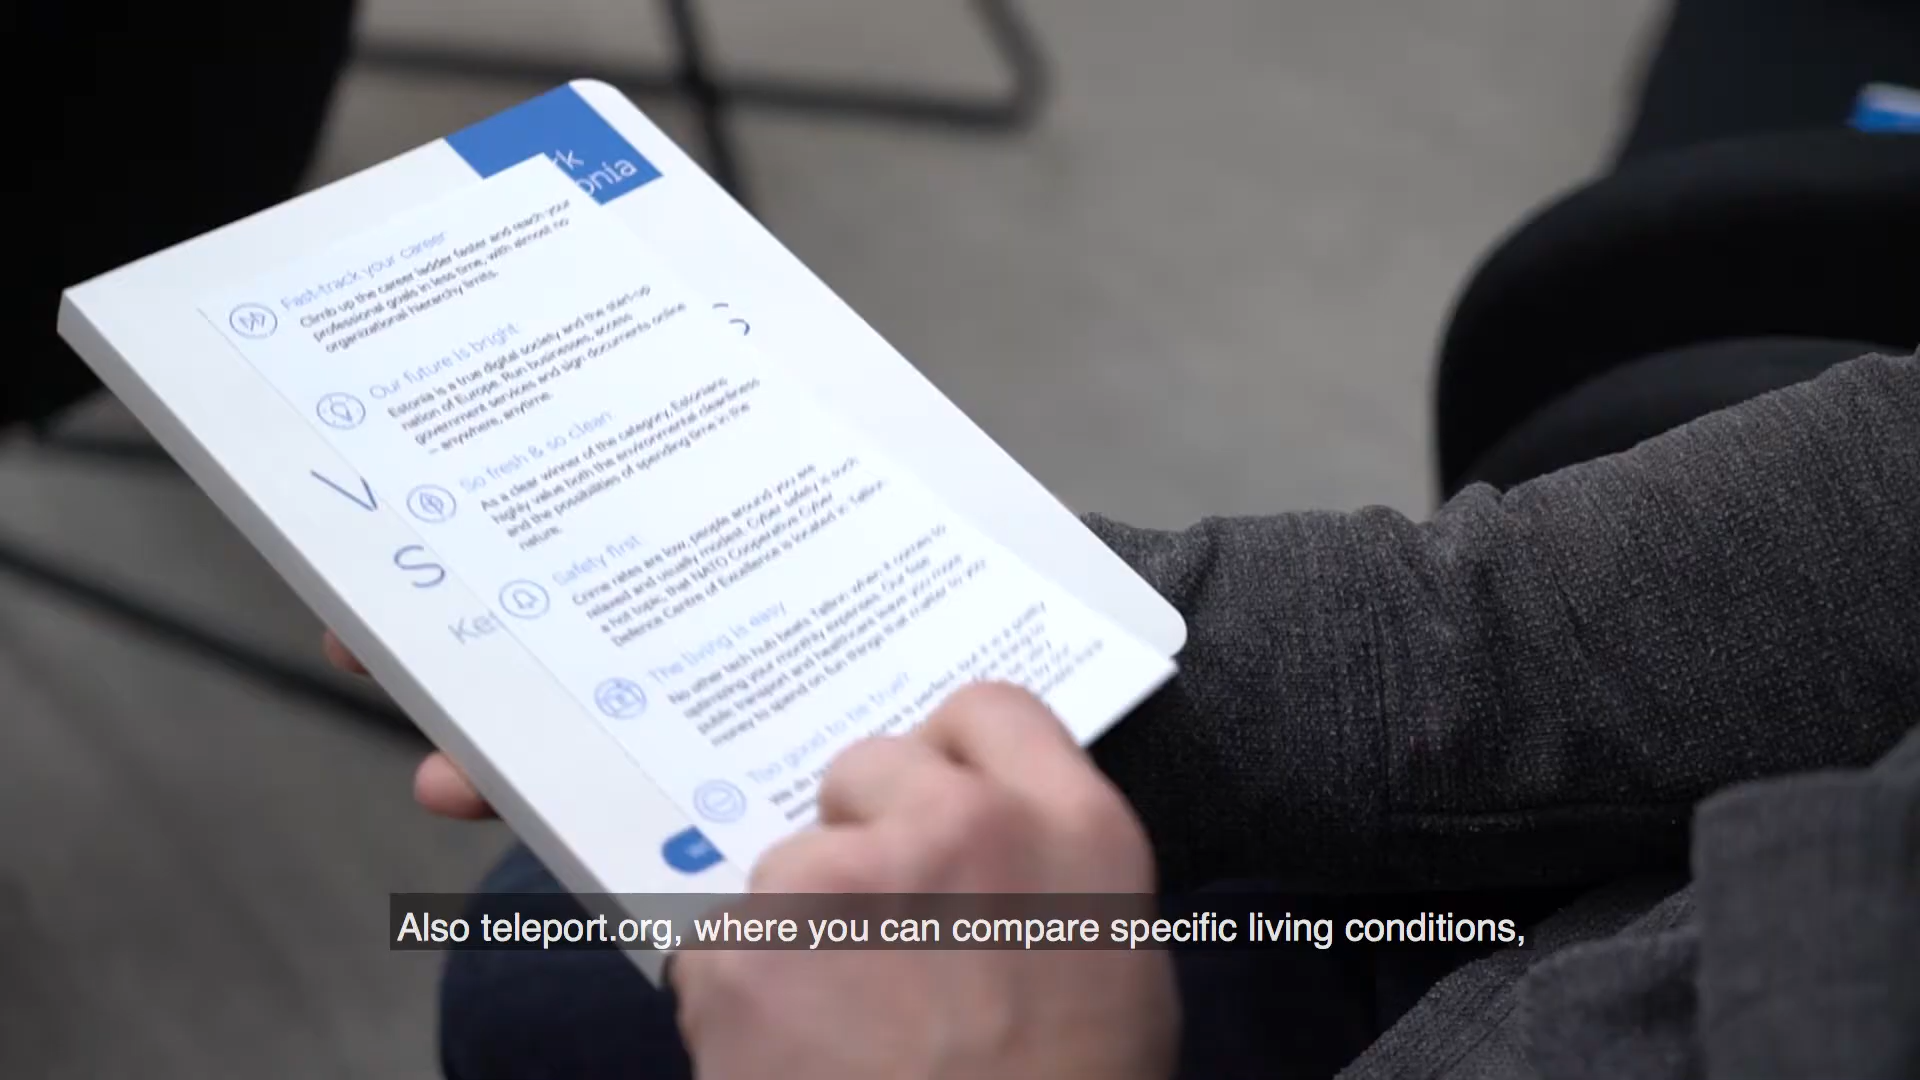 rk
onia
Fast-track your career
Climb up the career ladder faster and reach your
professional goals in less time, with almost no
organizational hierarchy limits.
Our future is bright
Estonia is a true digital society and the start-up
nation of Europe. Run businesses, access
government services and sign documents online
– anywhere, anytime.
So fresh & so clean
As a clear winner of the category, Estonians
highly value both the environmental cleanliness
and the possibilities of spending time in the
nature.
Safety first
Crime rates are low, people around you are
relaxed and usually modest. Cyber safety is such
a hot topic, that NATO Cooperative Cyber
Defence Centre of Excellence is located in Tallinn
The living is easy
No other tech hub beats Tallinn when it comes to
optimizing your monthly expenses. Our free
public transport and healthcare leave you more
money to spend on fun things that matter to you
Too good to be true?
V
S
Ke
Also teleport.org, where you can compare specific living conditions,